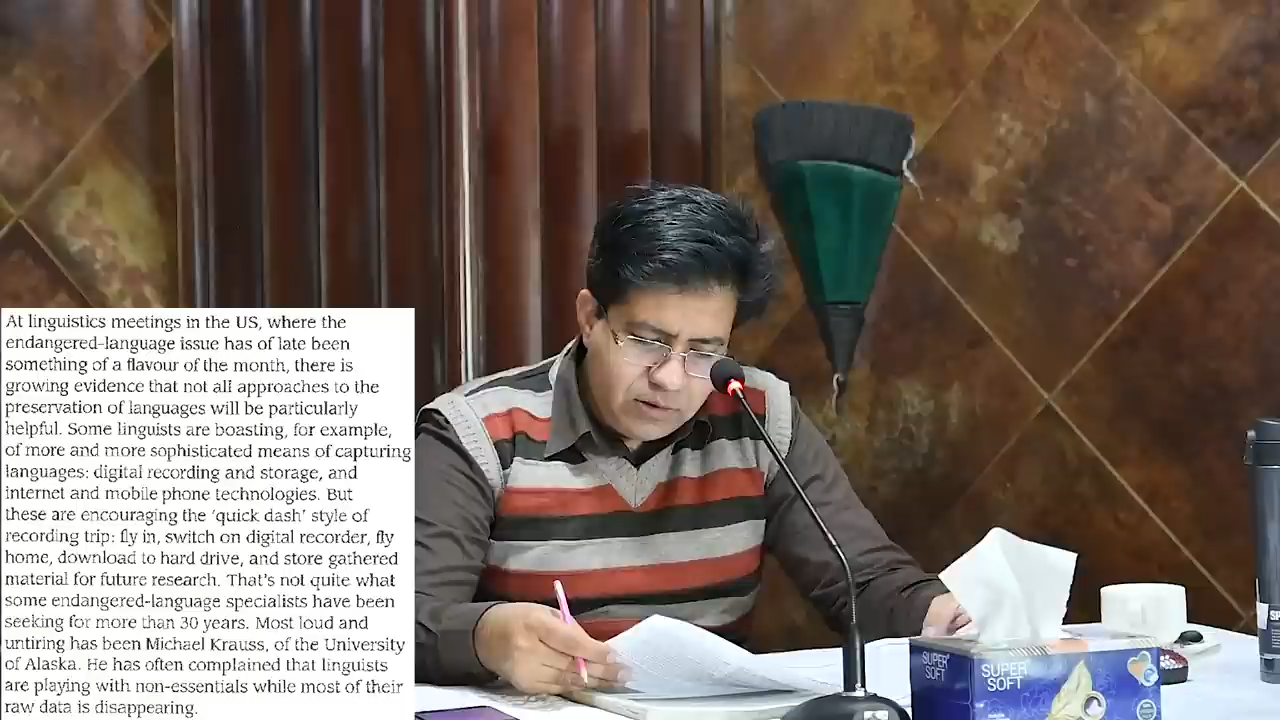 At linguistics meetings in the US, where the
endangered-language issue has of late been
something of a flavour of the month, there is
growing evidence that not all approaches to the
preservation of languages will be particularly
helpful. Some linguists are boasting, for example,
of more and more sophisticated means of capturing
languages: digital recording and storage, and
internet and mobile phone technologies. But
these are encouraging the ‘quick dash’ style of
recording trip: fly in, switch on digital recorder, fly
home, download to hard drive, and store gathered
material for future research. That’s not quite what
some endangered-language specialists have been
seeking for more than 30 years. Most loud and
untiring has been Michael Krauss, of the University
of Alaska. He has often complained that linguists
are playing with non-essentials while most of their
raw data is disappearing.
SUPER
SOFT
SUPER
SOFT